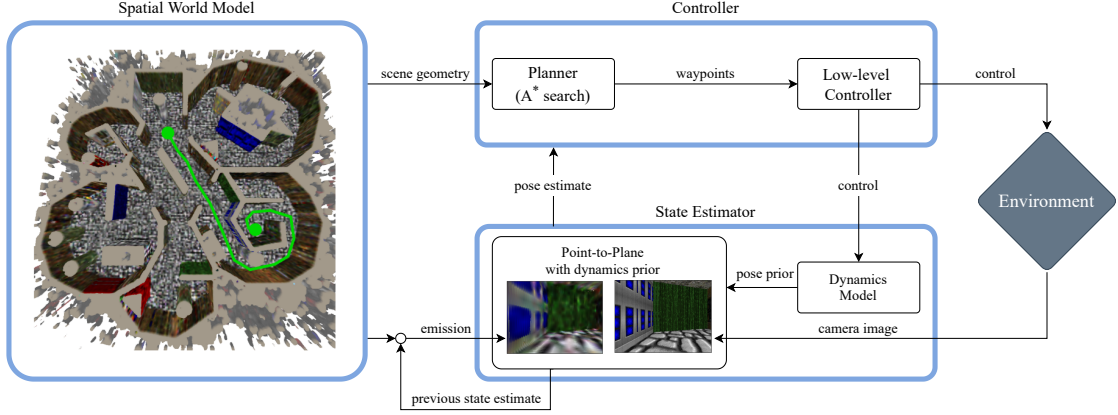 Spatial World Model
Controller
scene geometry
Planner
(A* search)
waypoints
Low-level
Controller
control
pose estimate
control
Environment
State Estimator
Point-to-Plane
with dynamics prior
pose prior
Dynamics
Model
emission
camera image
previous state estimate